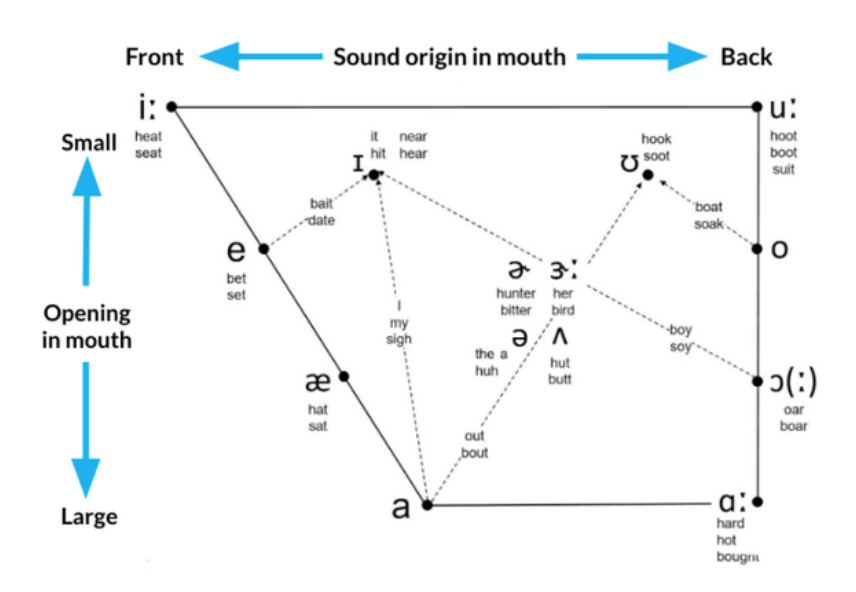 Front Sound origin in mouth Back
iː
heat
seat
uː
hoot
boot
suit
Small
Opening
in mouth
Large
it near
hit hear
ɪ
hook
soot
ʊ
bait
date
boat
soak
e
bet
set
o
ɚ
hunter
bitter
ɝː
her
bird
I
my
sigh
ə
the a
huh
ʌ
hut
butt
boy
soy
æ
hat
sat
ɔ(ː)
oar
boar
out
bout
a
ɑː
hard
hot
bought